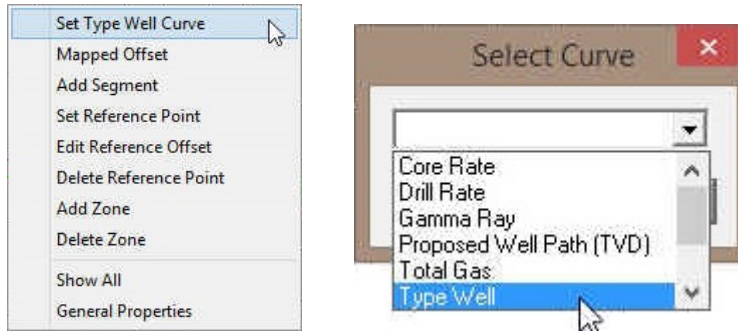 Set Type Well Curve
Mapped Offset
Add Segment
Set Reference Point
Edit Reference Offset
Delete Reference Point
Add Zone
Delete Zone
Show All
General Properties
Select Curve
Core Rate
Drill Rate
Gamma Ray
Proposed Well Path (TVD)
Total Gas
Type Well